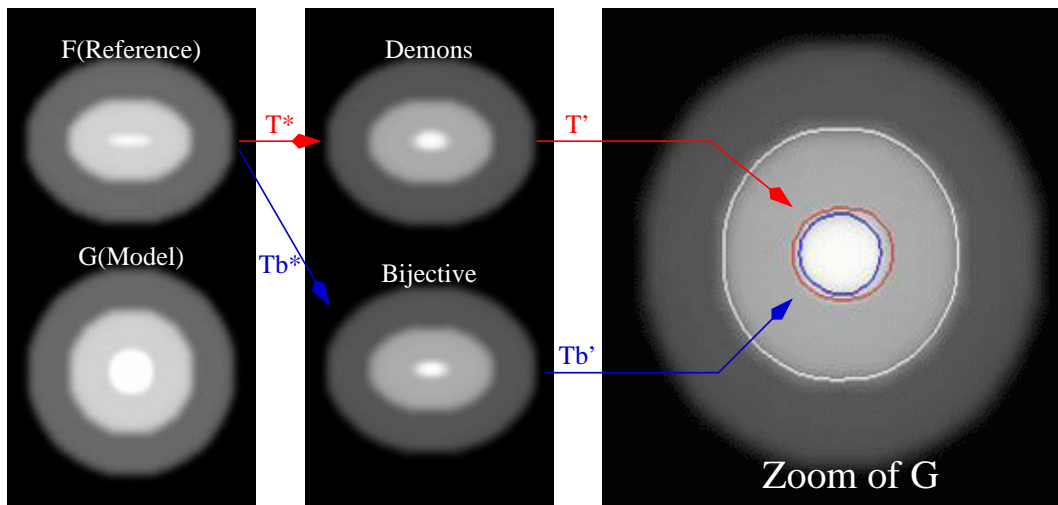 F(Reference)
Demons
T*
T’
G(Model)
Tb*
Bijective
Tb’
Zoom of G